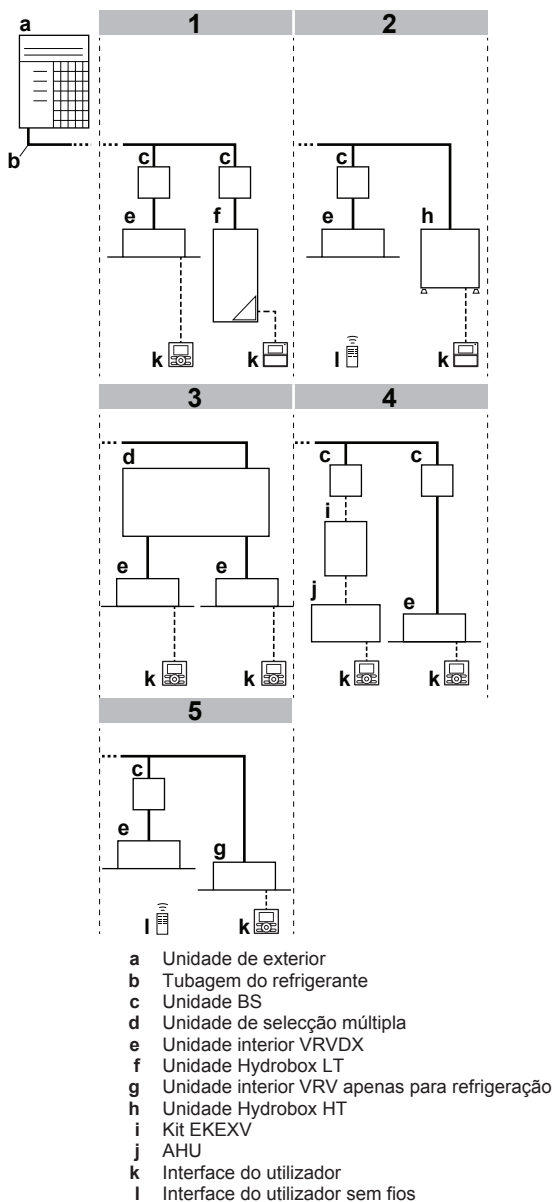 a
1
2
b
c
c
c
e
f
e
h
k
k
l
k
3
4
d
c
c
i
e
e
j
e
k
k
k
k
5
c
e
g
l
k
a Unidade de exterior
b Tubagem do refrigerante
c Unidade BS
d Unidade de selecção múltipla
e Unidade interior VRVDX
f Unidade Hydrobox LT
g Unidade interior VRV apenas para refrigeração
h Unidade Hydrobox HT
i Kit EKEXV
j AHU
k Interface do utilizador
l Interface do utilizador sem fios